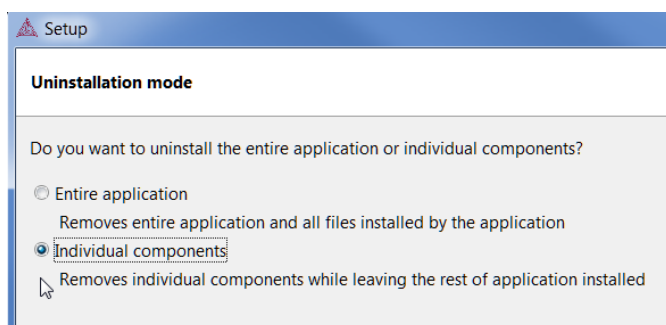 Setup
Uninstallation mode
Do you want to uninstall the entire application or individual components?
Entire application
Removes entire application and all files installed by the application
Individual components
Removes individual components while leaving the rest of application installed